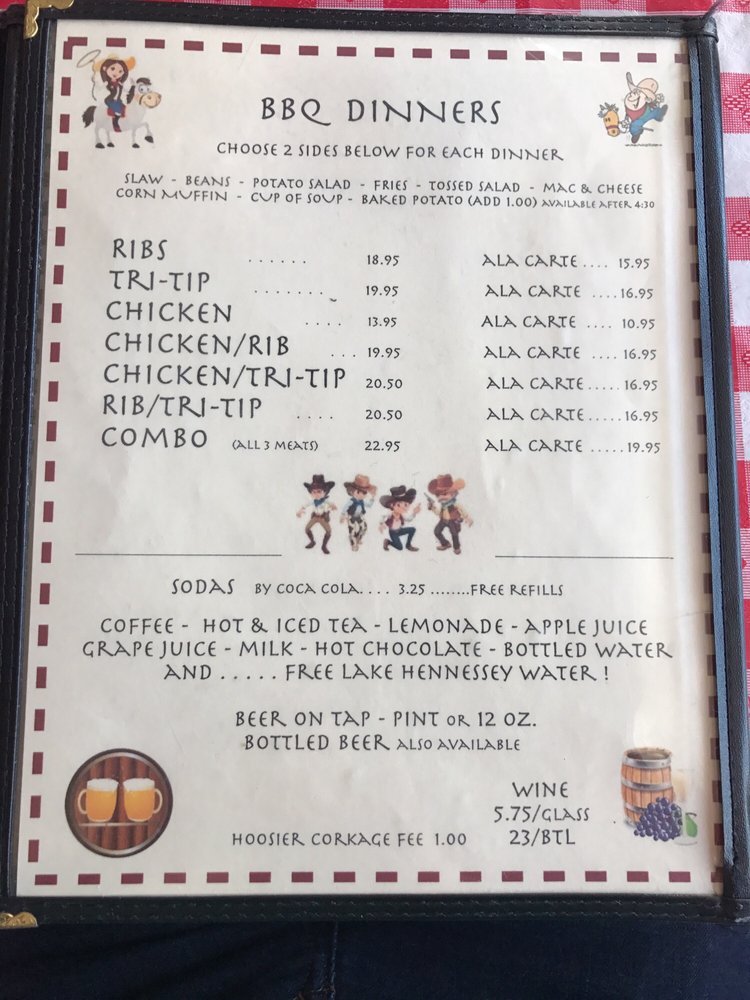 BBQ DINNERS
CHOOSE 2 SIDES BELOW FOR EACH DINNER
SLAW - BEANS - POTATO SALAD - FRIES - TOSSED SALAD - MAC & CHEESE
CORN MUFFIN - CUP OF SOUP - BAKED POTATO (ADD 1.00) AVAILABLE AFTER 4:30
RIBS ...... 18.95 ALA CARTE .... 15.95
TRI-TIP ....... 19.95 ALA CARTE ....16.95
CHICKEN .... 13.95 ALA CARTE .... 10.95
CHICKEN/RIB ... 19.95 ALA CARTE .... 16.95
CHICKEN/TRI-TIP 20.50 ALA CARTE .....16.95
RIB/TRI-TIP .... 20.50 ALA CARTE .....16.95
COMBO (ALL 3 MEATS) 22.95 ALA CARTE .....19.95
SODAS BY COCA COLA.... 3.25 ........FREE REFILLS
COFFEE - HOT & ICED TEA - LEMONADE - APPLE JUICE
GRAPE JUICE - MILK - HOT CHOCOLATE - BOTTLED WATER
AND ..... FREE LAKE HENNESSEY WATER !
BEER ON TAP - PINT OR 12 OZ.
BOTTLED BEER ALSO AVAILABLE
WINE
5.75/GLASS
HOOSIER CORKAGE FEE 1.00 23/BTL